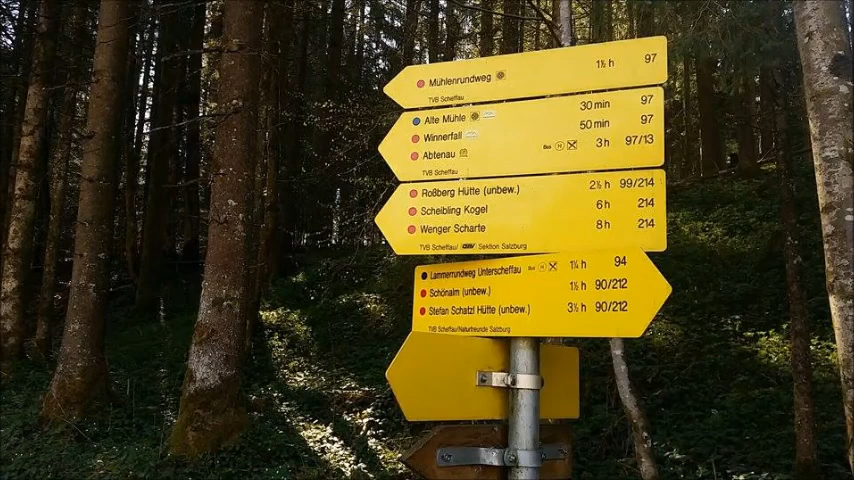 Mühlenrundweg 1½ h 97
TVB Scheffau
Alte Mühle 30 min 97
Winnerfall 50 min 97
Abtenau Bus H 3 h 97/13
TVB Scheffau
Roßberg Hütte (unbew.) 2½ h 99/214
Scheibling Kogel 6 h 214
Wenger Scharte 8 h 214
TVB Scheffau/ Sektion Salzburg
Lammerrundweg Unterscheffau Bus H 1¼ h 94
Schönalm (unbew.) 1½ h 90/212
Stefan Schatzl Hütte (unbew.) 3½ h 90/212
TVB Scheffau/Naturfreunde Salzburg